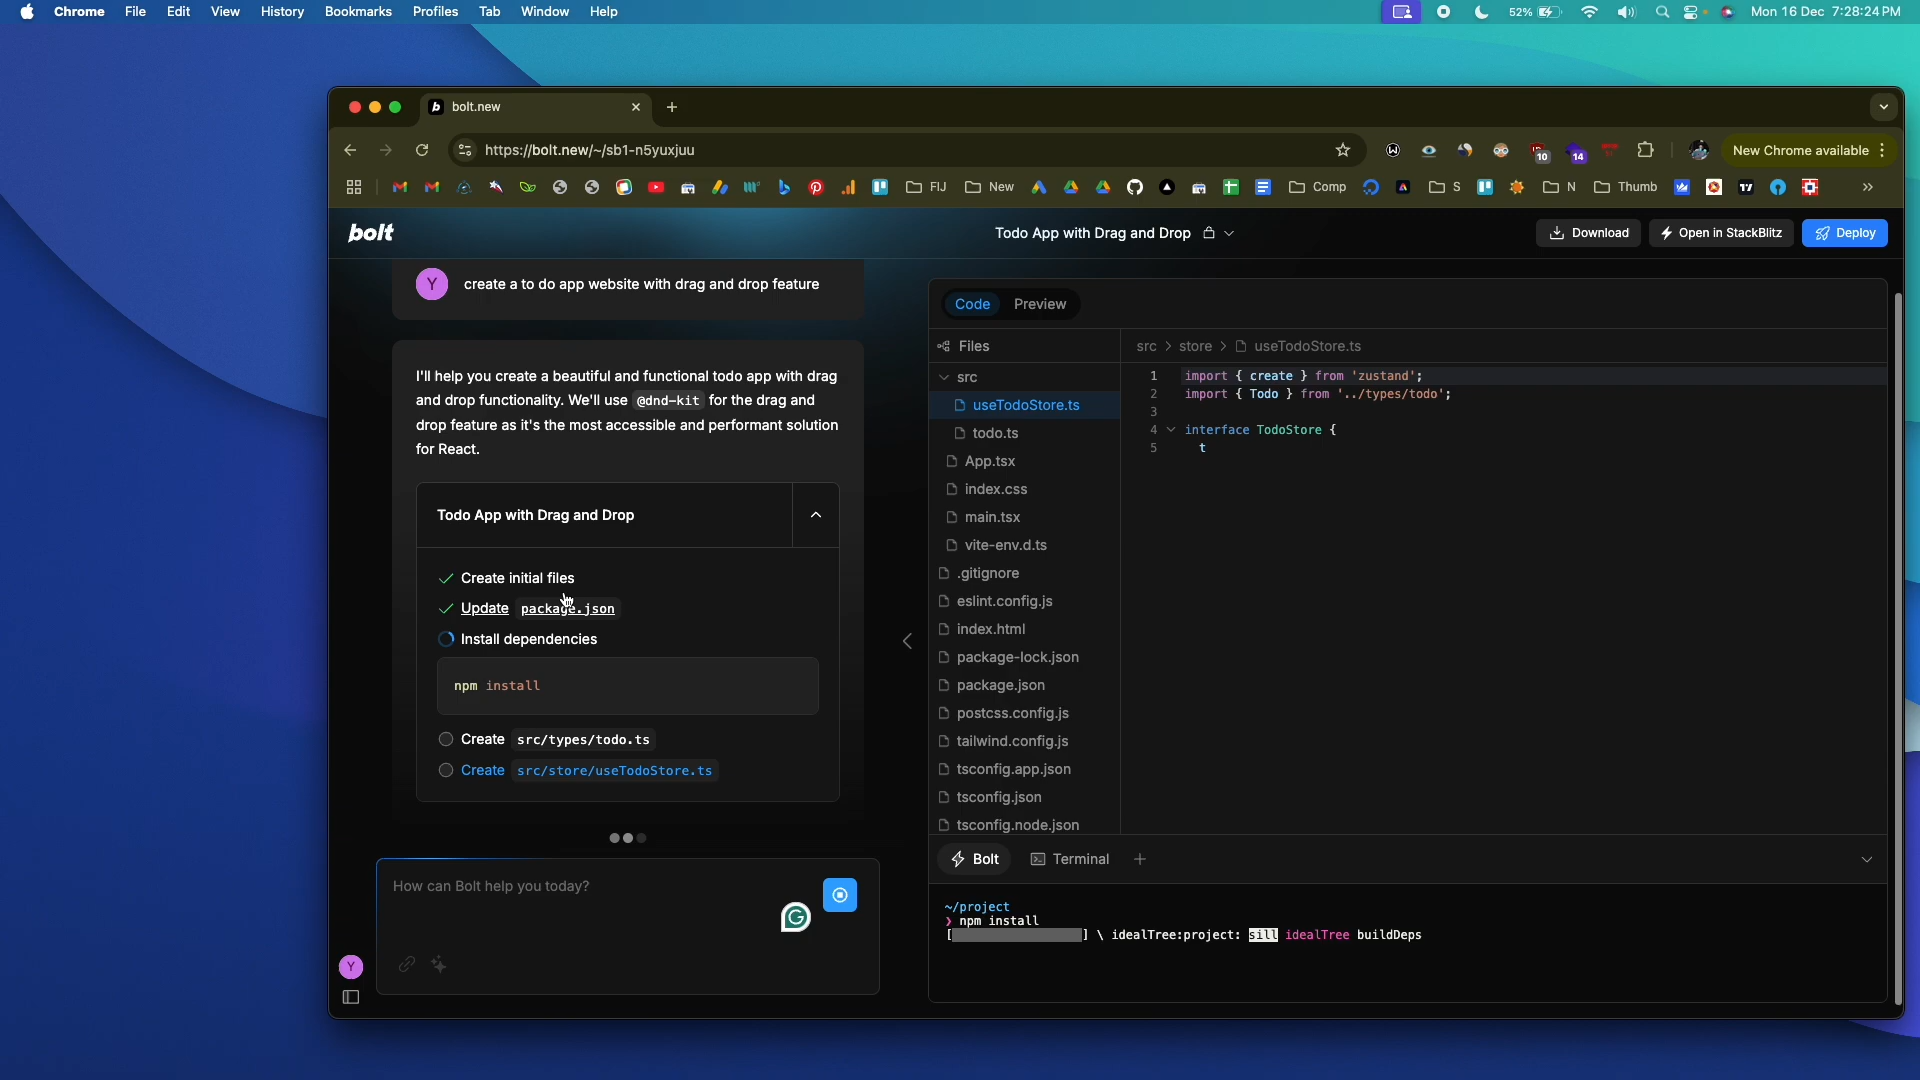 Chrome File Edit View History Bookmarks Profiles Tab Window Help
52% Mon 16 Dec 7:28:24 PM
bolt.new
https://bolt.new/~/sb1-n5yuxjuu
10 14 New Chrome available
FIJ New Comp S N Thumb
bolt
Todo App with Drag and Drop
Download Open in StackBlitz Deploy
Y create a to do app website with drag and drop feature
I'll help you create a beautiful and functional todo app with drag
and drop functionality. We'll use @dnd-kit for the drag and
drop feature as it's the most accessible and performant solution
for React.
Todo App with Drag and Drop
Create initial files
Update package.json
Install dependencies
npm install
Create src/types/todo.ts
Create src/store/useTodoStore.ts
How can Bolt help you today?
Y
Code Preview
Files
src
useTodoStore.ts
todo.ts
App.tsx
index.css
main.tsx
vite-env.d.ts
.gitignore
eslint.config.js
index.html
package-lock.json
package.json
postcss.config.js
tailwind.config.js
tsconfig.app.json
tsconfig.json
tsconfig.node.json
src > store > useTodoStore.ts
1 import { create } from 'zustand';
2 import { Todo } from '../types/todo';
3
4 interface TodoStore {
5 t
Bolt Terminal
~/project
❯ npm install
[ ] \ idealTree:project: sill idealTree buildDeps